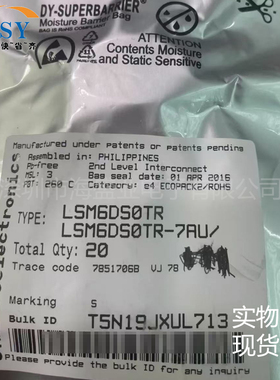 SY
DY-SUPERBARRIER
Moisture Barrier Bag
ATTENTION
Contents Moisture
and Static Sensitive
Manufactured under patents or patents pending
Assembled in: PHILIPPINES
Pb-free 2nd Level Interconnect
MSL: 3 Bag seal date: 01 APR 2015
PBT: 260 C Category: e4 ECOPACK2/ROHS
TYPE: LSM6DS0TR
LSM6DS0TR-7AU/
Total Qty: 20
Trace code 7851706B VJ 78
Marking S
Bulk ID T5N19JXUL713
Please provide the bulk ID for any inquiry
electronics
实物
现货